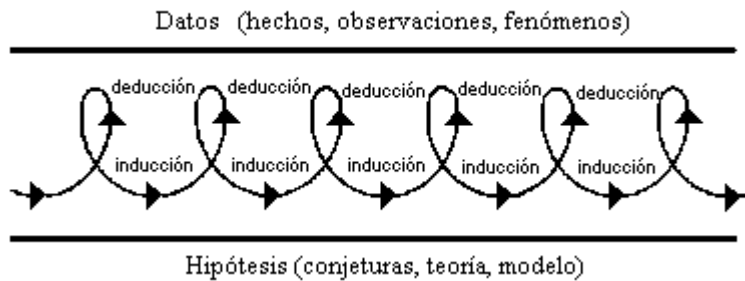 Datos (hechos, observaciones, fenómenos)
deducción deducción deducción deducción deducción
inducción inducción inducción inducción inducción
Hipótesis (conjeturas, teoría, modelo)